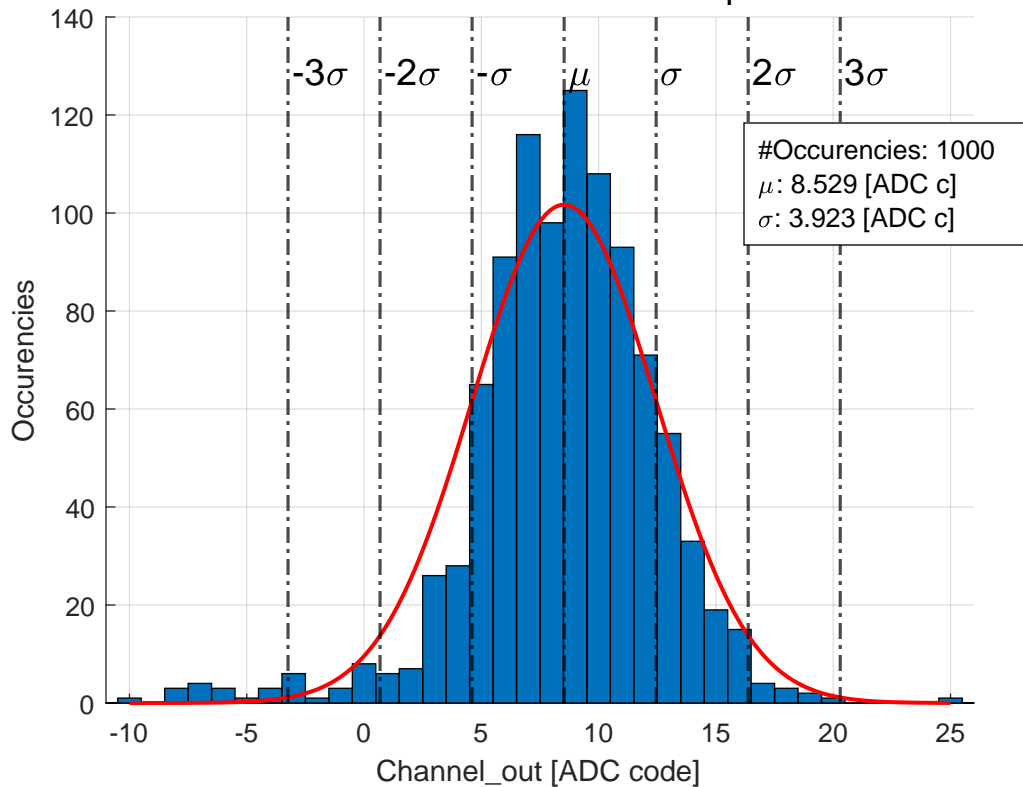 140
120
100
80
60
40
20
0
Occurencies
-3σ -2σ -σ μ σ 2σ 3σ
#Occurencies: 1000
μ: 8.529 [ADC c]
σ: 3.923 [ADC c]
-10 -5 0 5 10 15 20 25
Channel_out [ADC code]